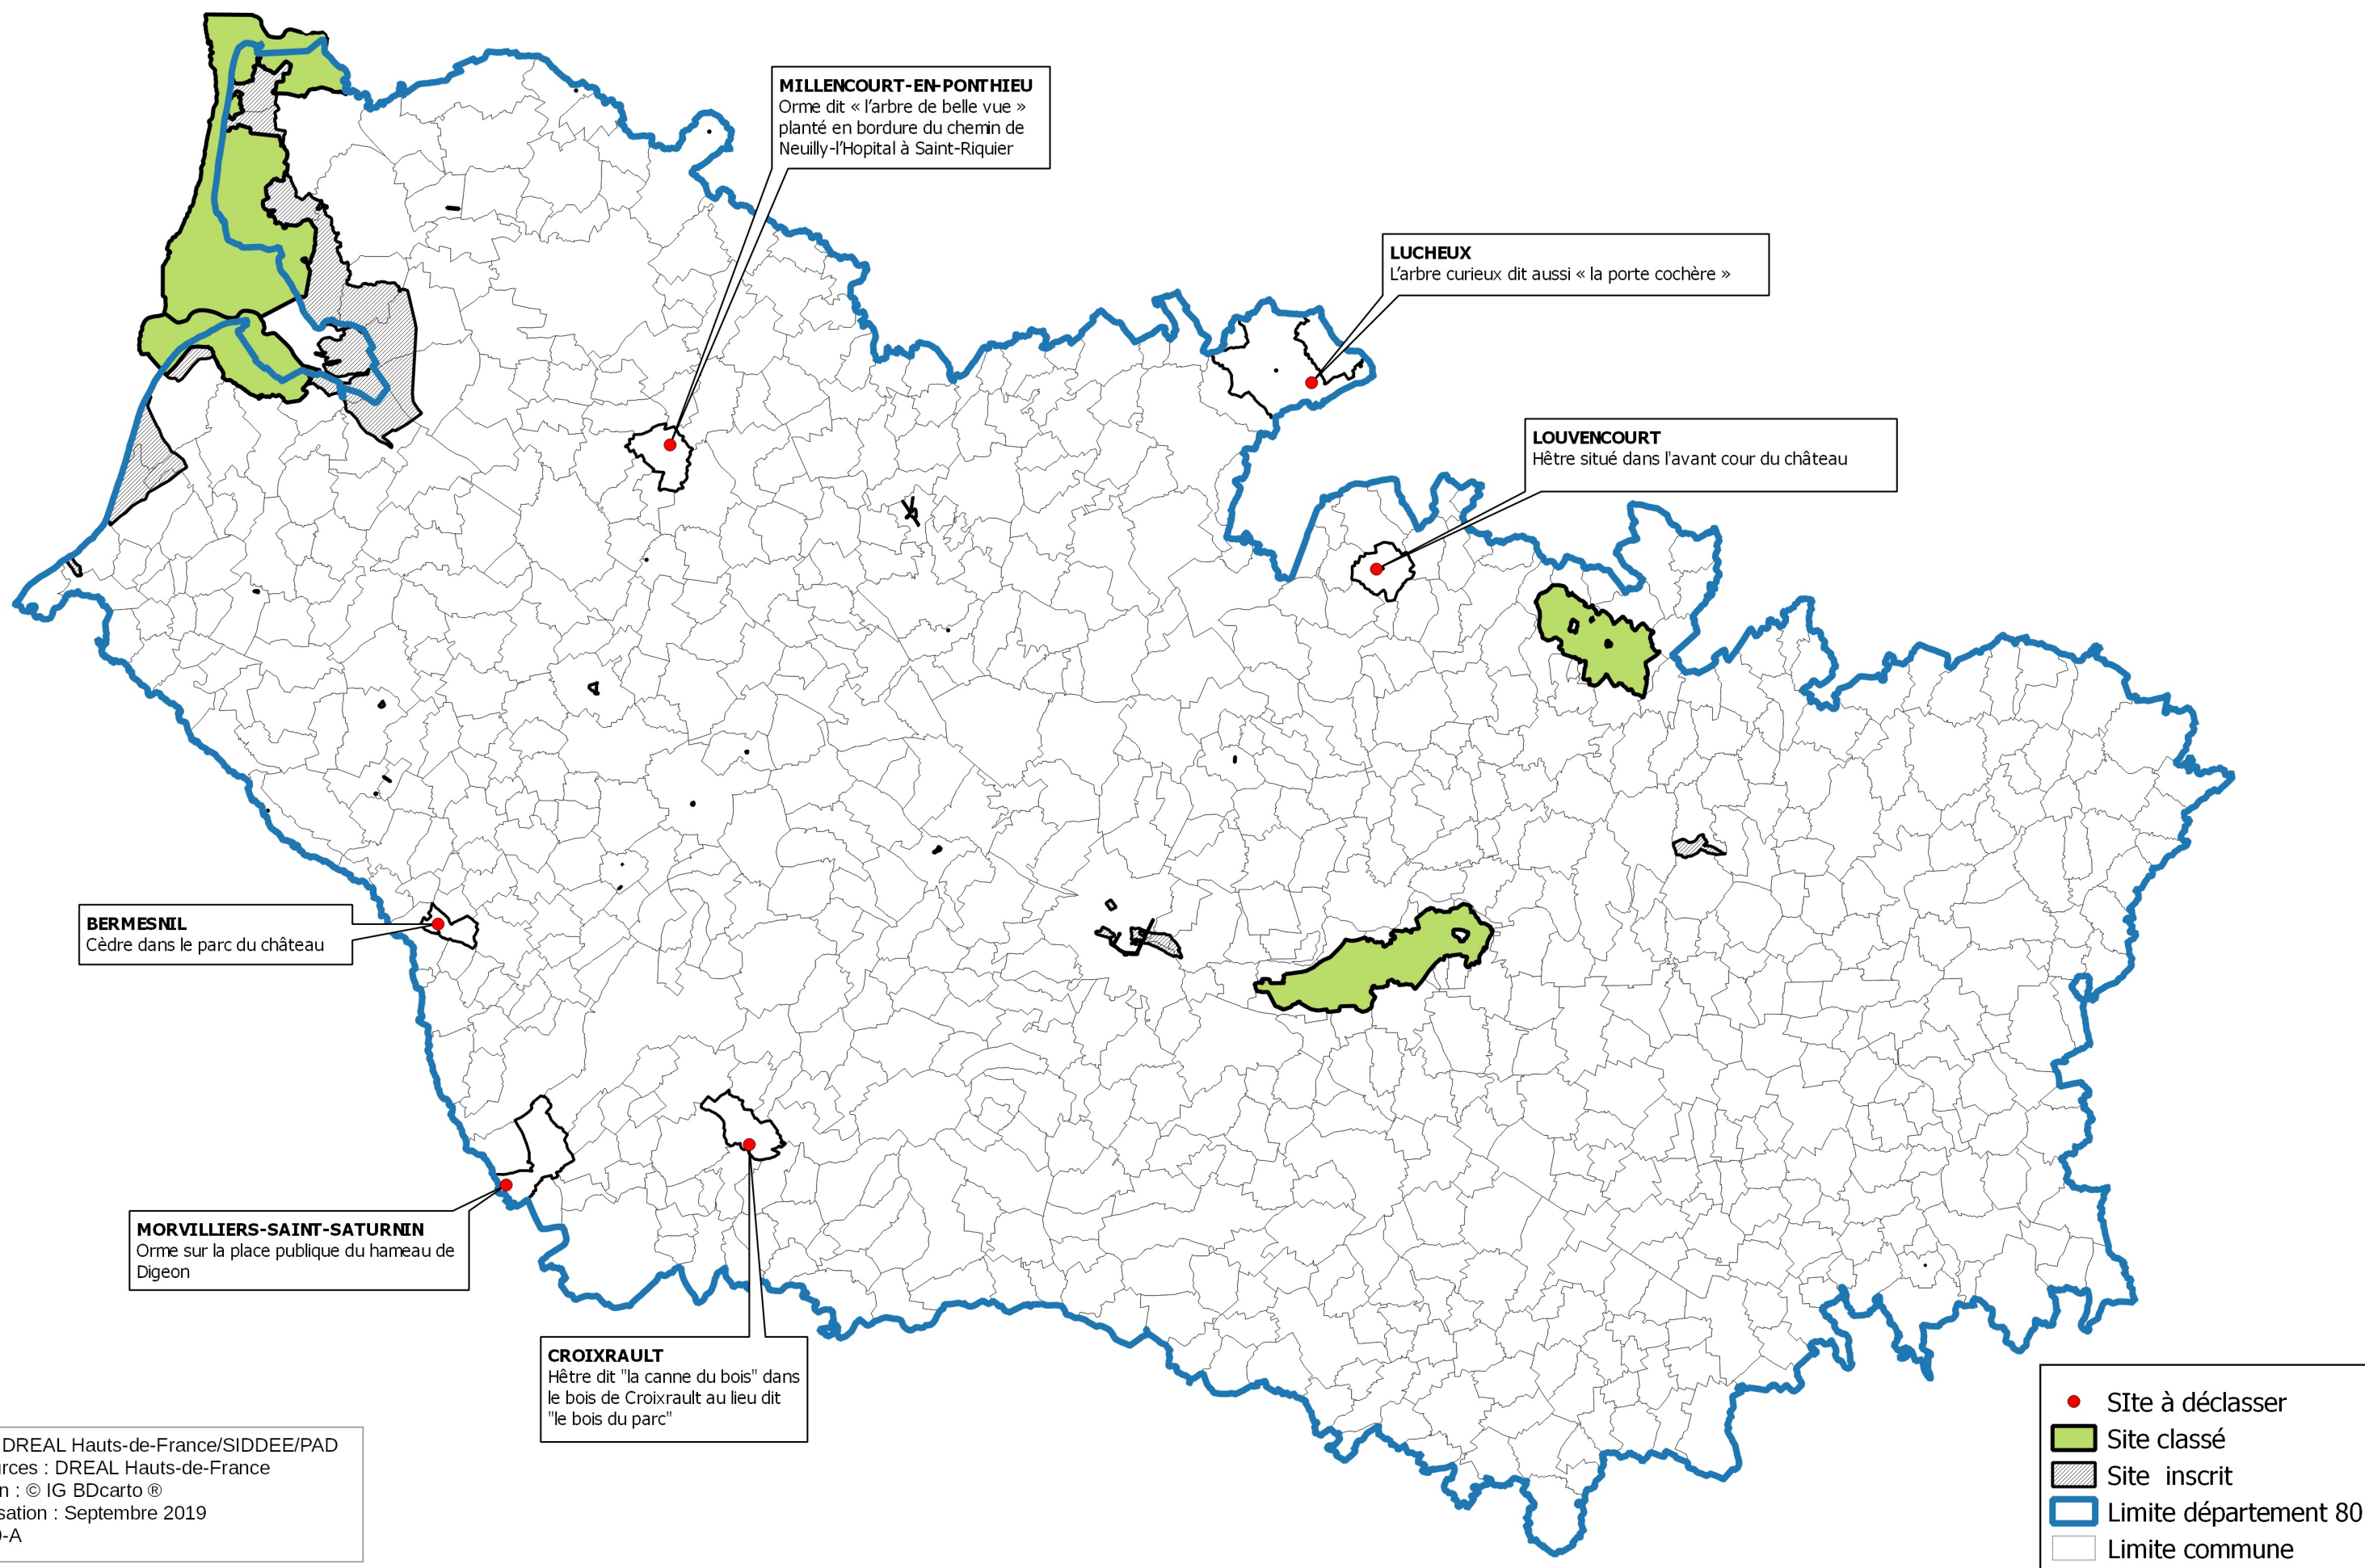 MILLENCOURT-EN-PONTHIEU
Orme dit « l’arbre de belle vue »
planté en bordure du chemin de
Neuilly-l’Hopital à Saint-Riquier
LUCHEUX
L’arbre curieux dit aussi « la porte cochère »
LOUVENCOURT
Hêtre situé dans l'avant cour du château
BERMESNIL
Cèdre dans le parc du château
MORVILLIERS-SAINT-SATURNIN
Orme sur la place publique du hameau de
Digeon
CROIXRAULT
Hêtre dit "la canne du bois" dans
le bois de Croixrault au lieu dit
"le bois du parc"
DREAL Hauts-de-France/SIDDEE/PAD
rces : DREAL Hauts-de-France
n : © IG BDcarto ®
sation : Septembre 2019
-A
SIte à déclasser
Site classé
Site inscrit
Limite département 80
Limite commune